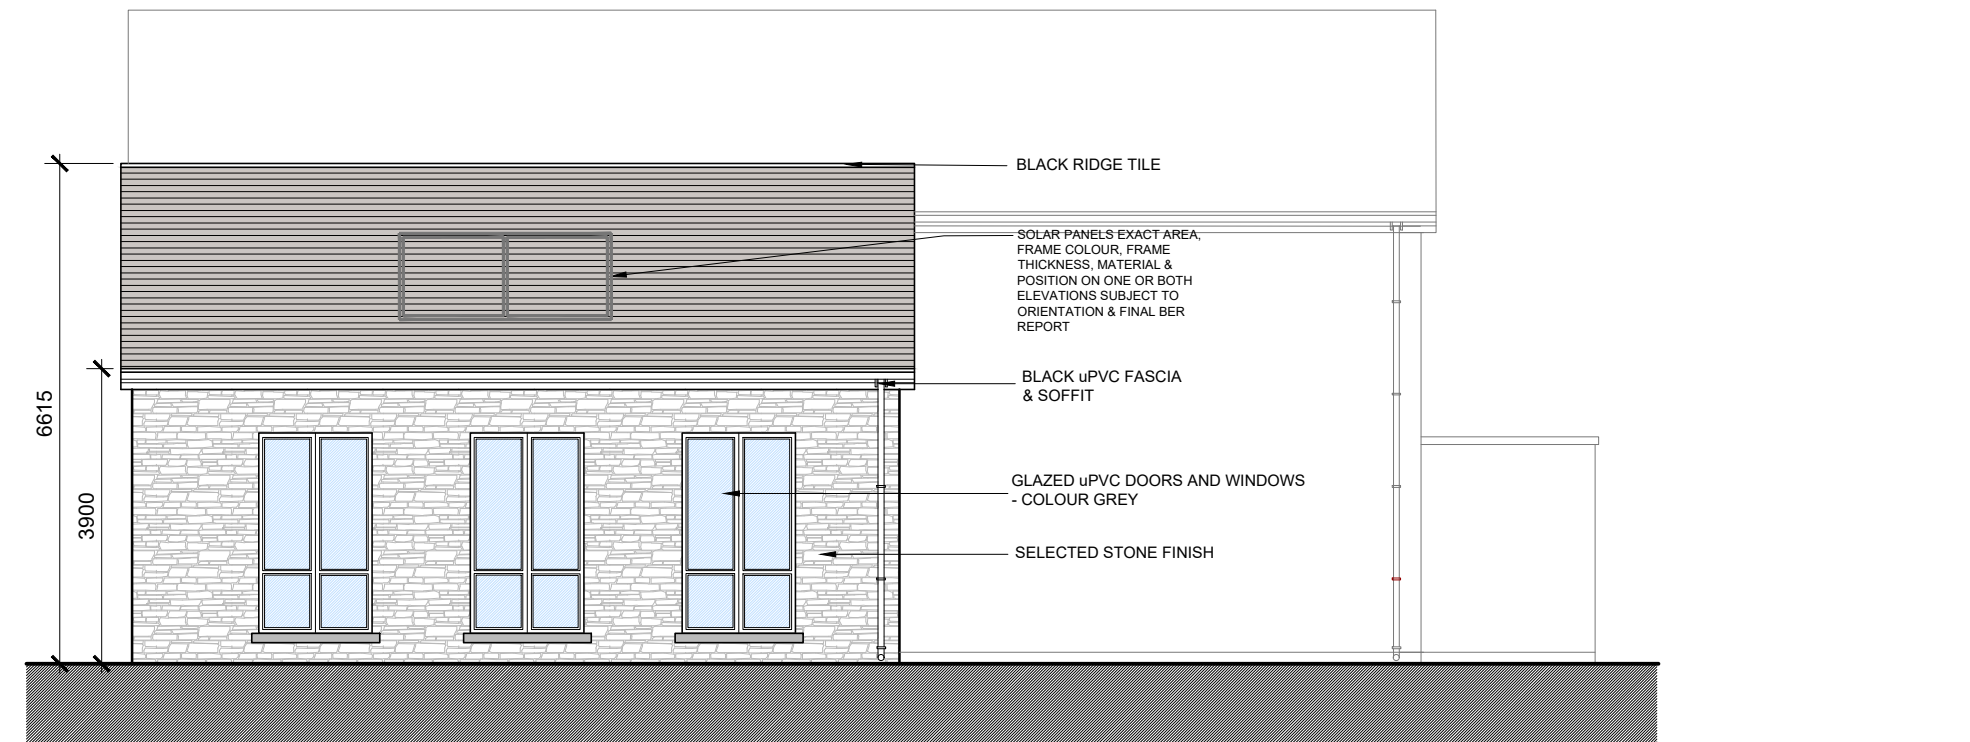 BLACK RIDGE TILE
SOLAR PANELS EXACT AREA,
FRAME COLOUR, FRAME
THICKNESS, MATERIAL &
POSITION ON ONE OR BOTH
ELEVATIONS SUBJECT TO
ORIENTATION & FINAL BER
REPORT
BLACK uPVC FASCIA
& SOFFIT
6615
3900
GLAZED uPVC DOORS AND WINDOWS
- COLOUR GREY
SELECTED STONE FINISH